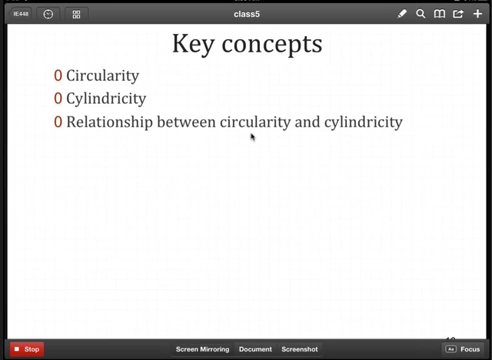 IE448
class5
Key concepts
0 Circularity
0 Cylindricity
0 Relationship between circularity and cylindricity
Stop
Screen Mirroring
Document
Screenshot
Aa
Focus